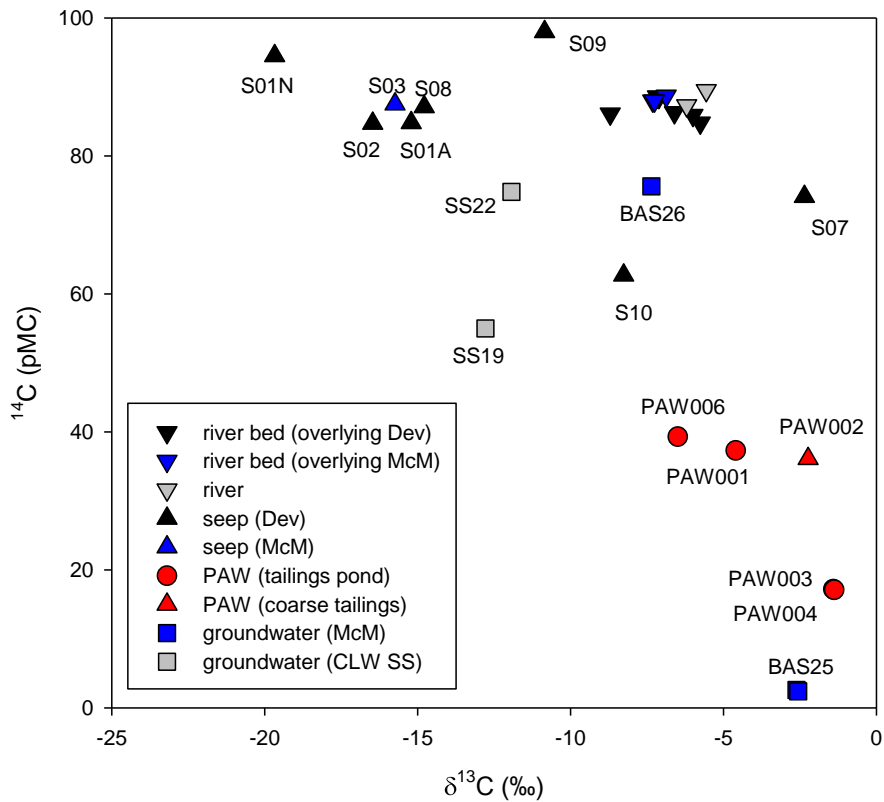 100
S09
S01N
S03
S08
80
S02
S01A
SS22
BAS26
S07
60
S10
SS19
¹⁴C (pMC)
40
PAW006
PAW002
PAW001
river bed (overlying Dev)
river bed (overlying McM)
river
seep (Dev)
seep (McM)
PAW (tailings pond)
PAW (coarse tailings)
groundwater (McM)
groundwater (CLW SS)
20
PAW003
PAW004
BAS25
0
-25 -20 -15 -10 -5 0
δ¹³C (‰)